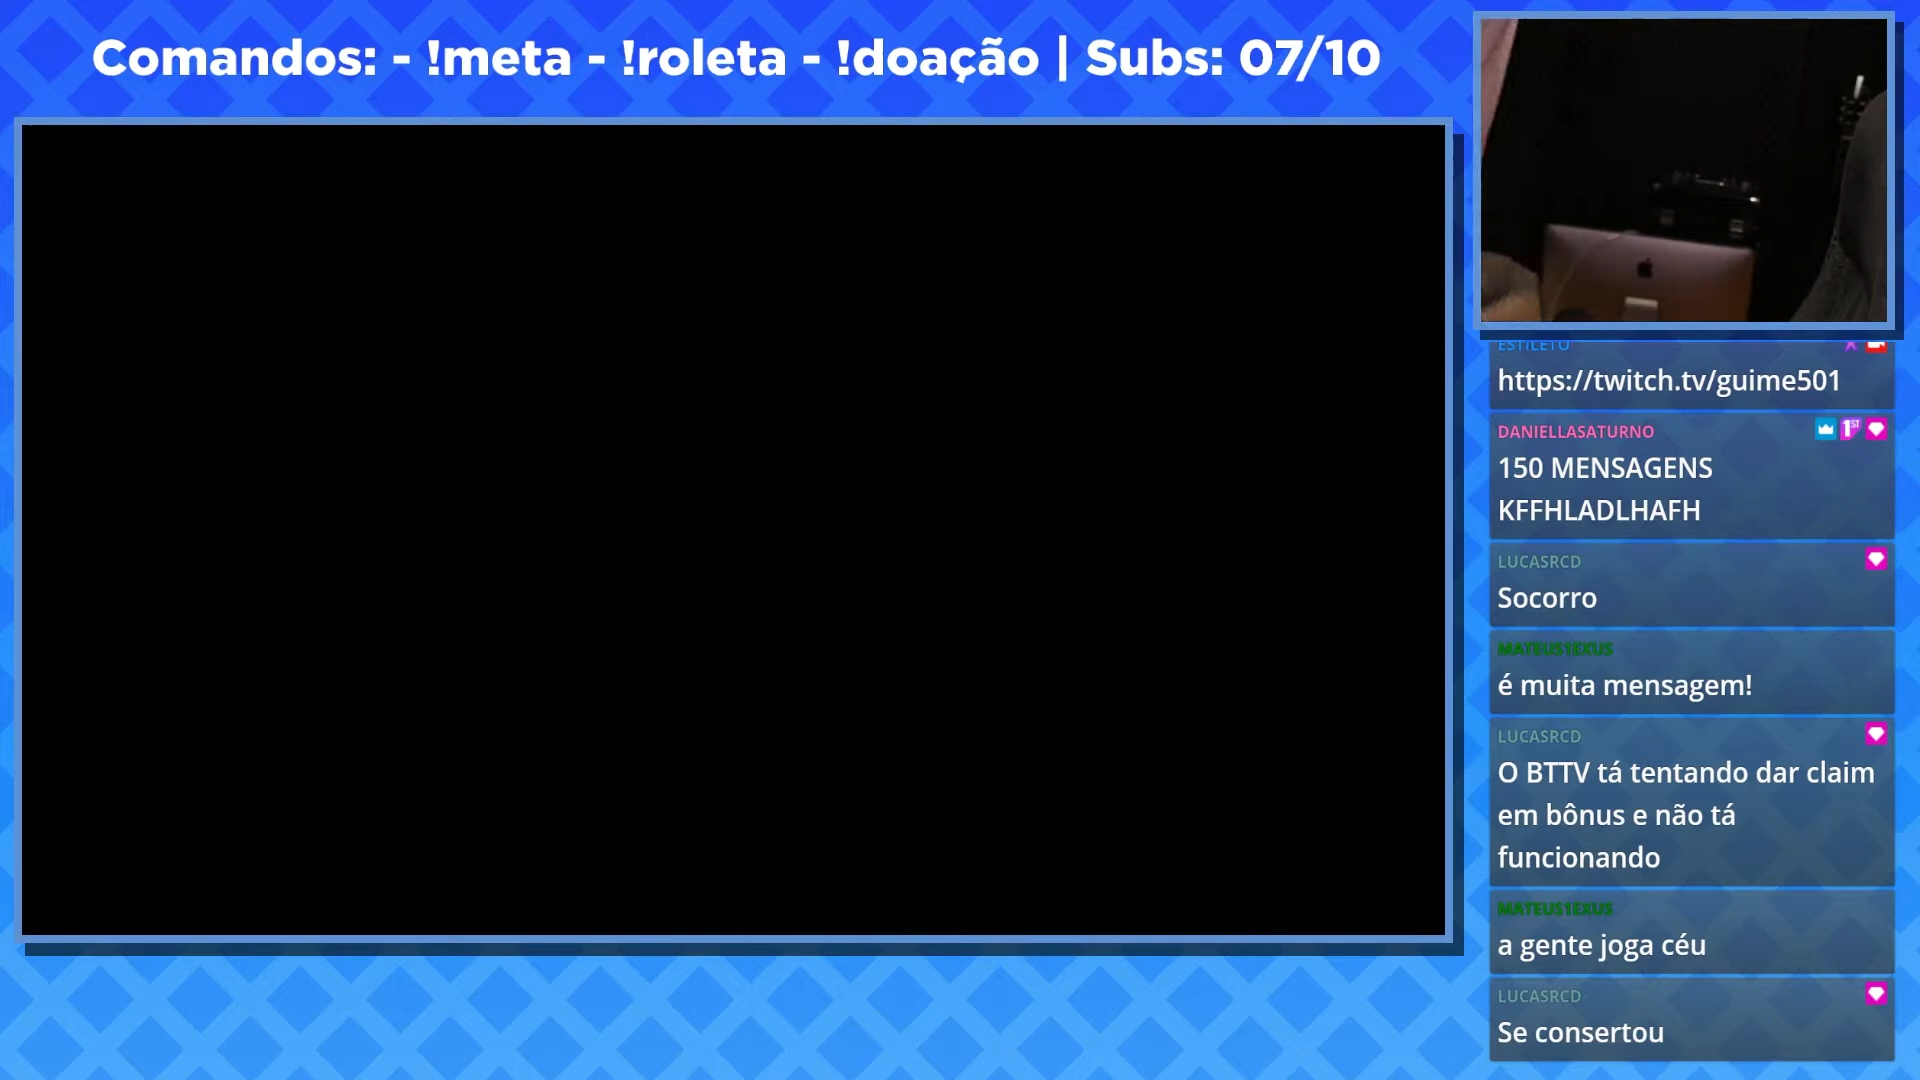 Comandos: - !meta - !roleta - !doação | Subs: 07/10
ESTILETO
https://twitch.tv/guime501
DANIELLASATURNO
1ST
150 MENSAGENS
KFFHLADLHAFH
LUCASRCD
Socorro
MATEUS1EXUS
é muita mensagem!
LUCASRCD
O BTTV tá tentando dar claim
em bônus e não tá
funcionando
MATEUS1EXUS
a gente joga céu
LUCASRCD
Se consertou